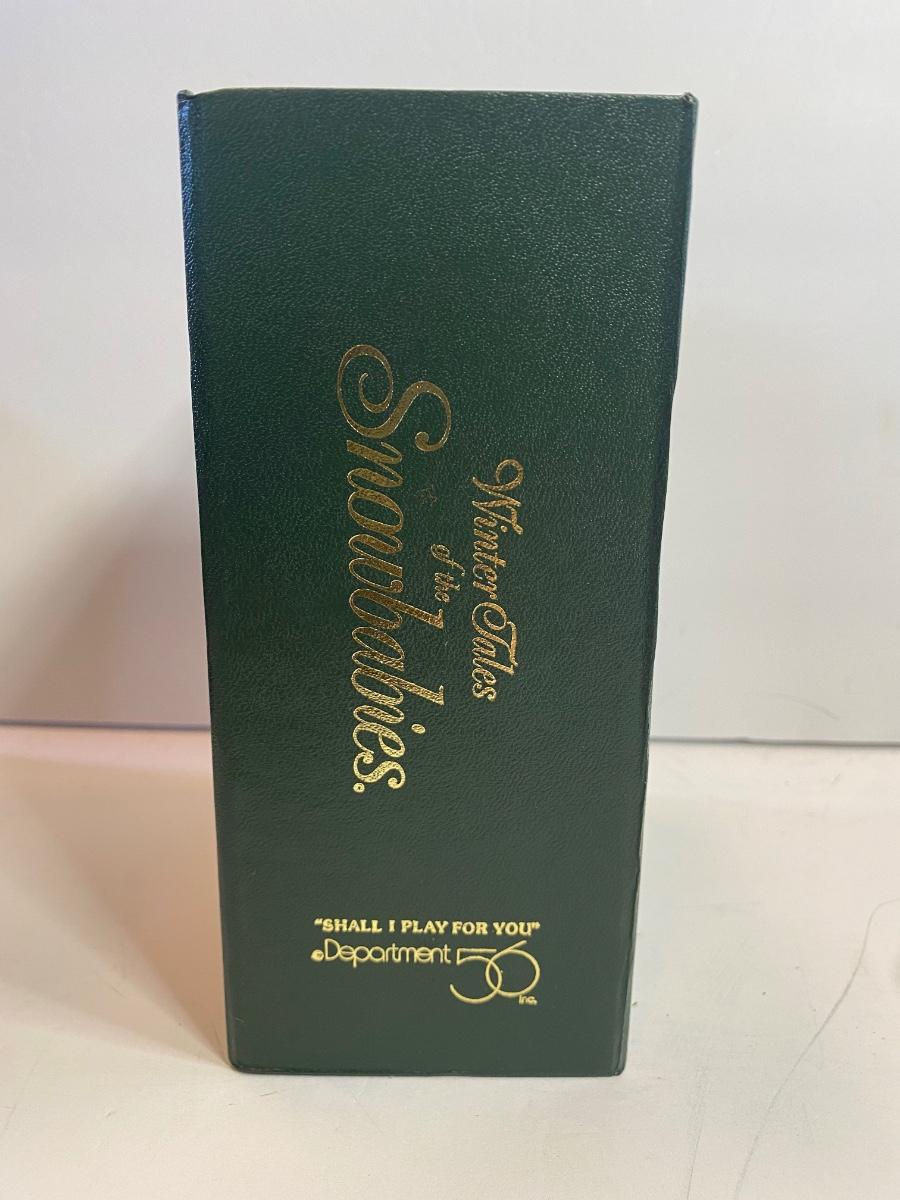 Winter Tales
of the
Snowbabies.
"SHALL I PLAY FOR YOU"
©Department 56
Inc.